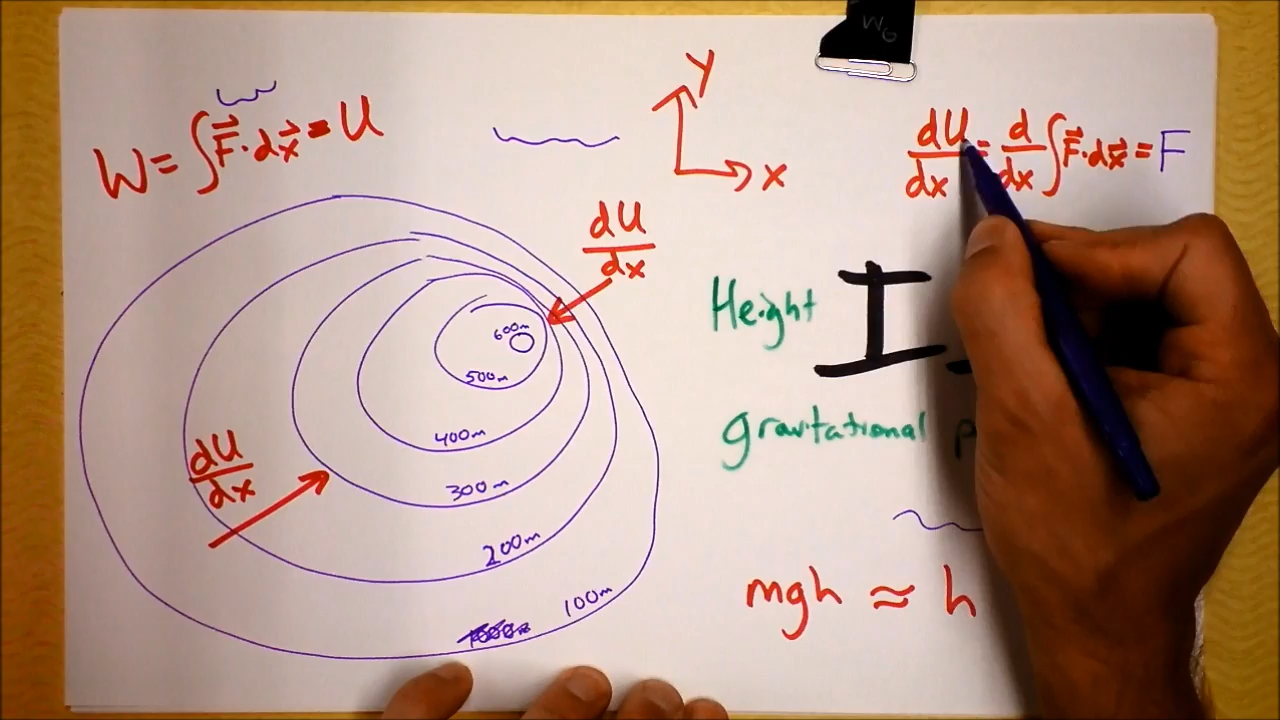 W = ∫F⃗·dx⃗ = U
Y
x
dU/dx = d/dx ∫F⃗·dx⃗ = F
dU/dx
600m
500m
400m
300m
200m
100m
dU/dx
Height
gravitational
mgh ≈ h